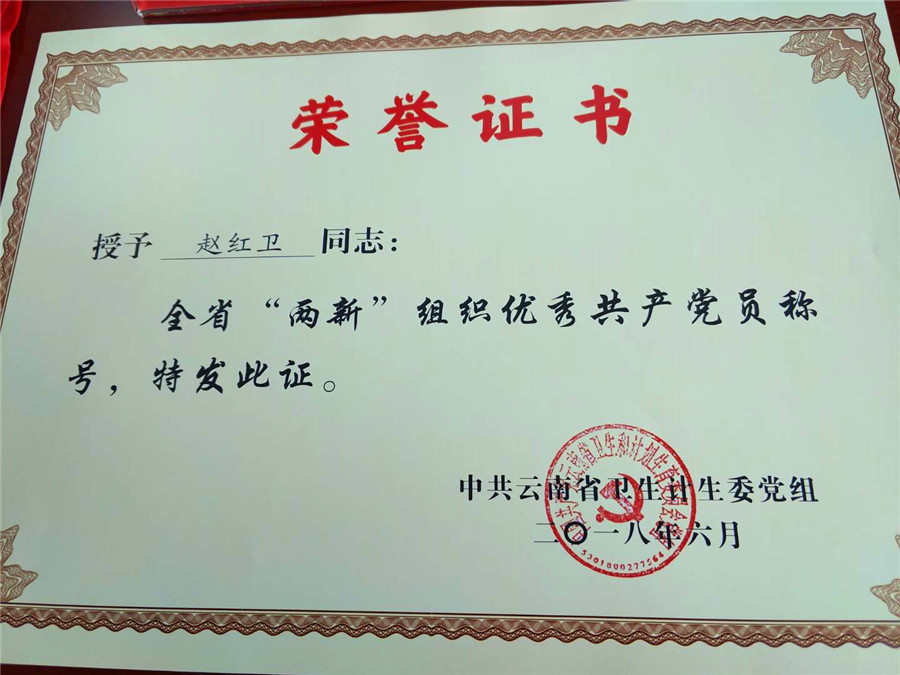 荣誉证书
授予 赵红卫 同志：
全省“两新”组织优秀共产党员称
号，特发此证。
中共云南省卫生计生委党组
二〇一八年六月
5301800277564